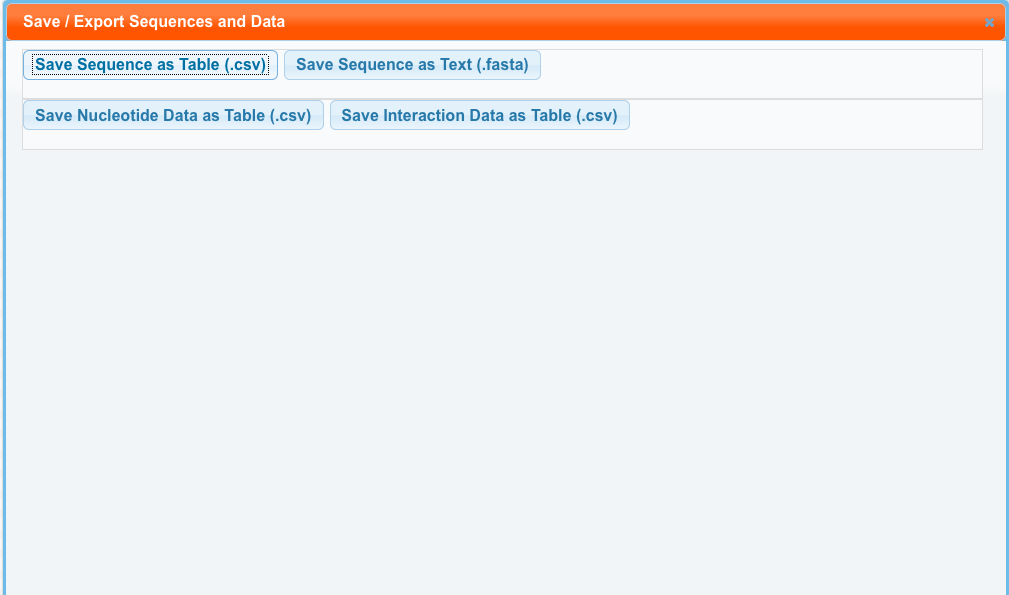 Save / Export Sequences and Data
Save Sequence as Table (.csv) Save Sequence as Text (.fasta)
Save Nucleotide Data as Table (.csv) Save Interaction Data as Table (.csv)